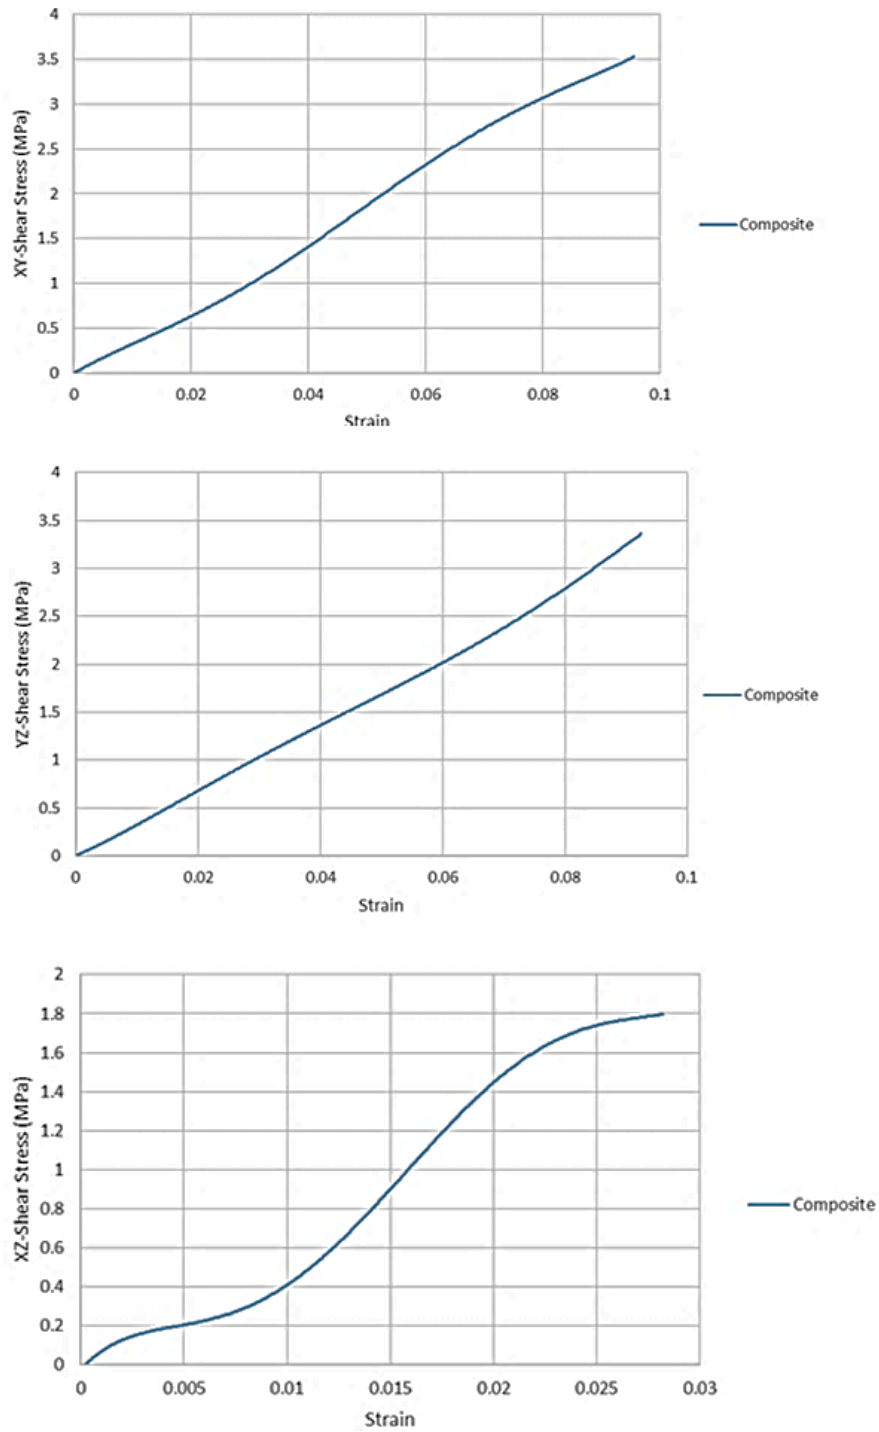 4
3.5
3
2.5
2
1.5
1
0.5
0
XY-Shear Stress (MPa)
0 0.02 0.04 0.06 0.08 0.1
Strain
Composite
4
3.5
3
2.5
2
1.5
1
0.5
0
YZ-Shear Stress (MPa)
0 0.02 0.04 0.06 0.08 0.1
Strain
Composite
2
1.8
1.6
1.4
1.2
1
0.8
0.6
0.4
0.2
0
XZ-Shear Stress (MPa)
0 0.005 0.01 0.015 0.02 0.025 0.03
Strain
Composite